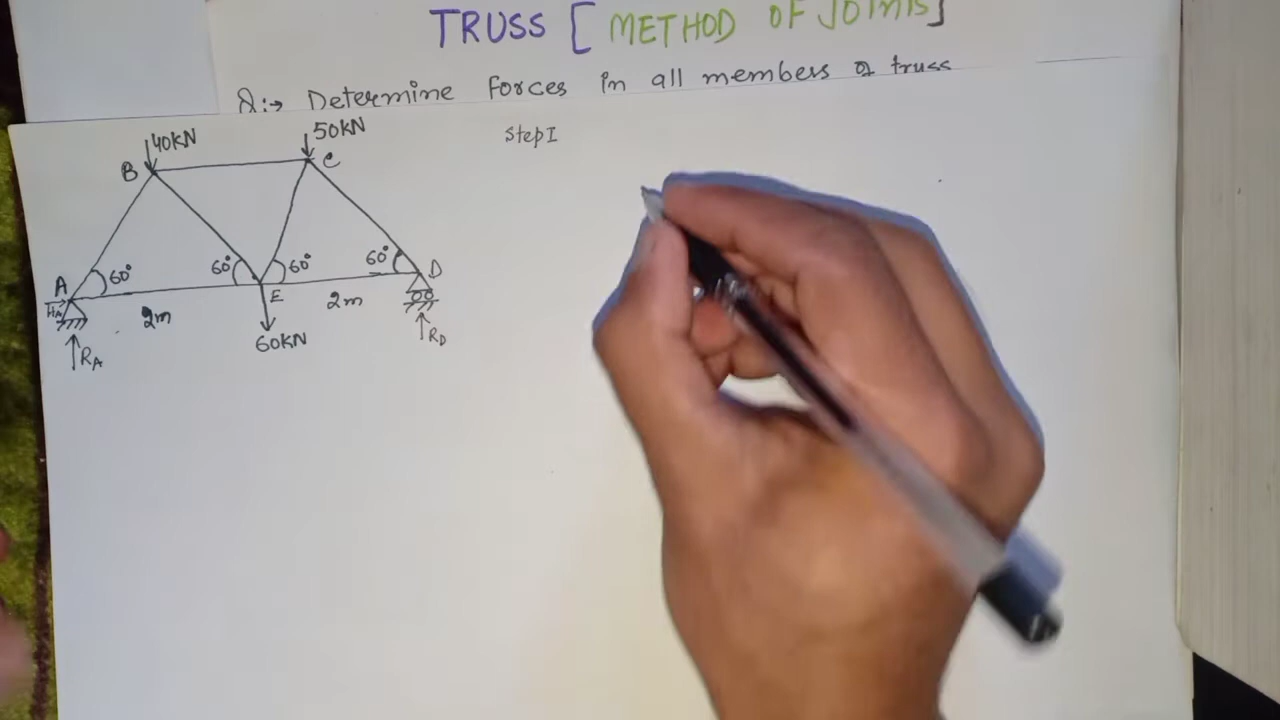 TRUSS [ METHOD OF JOINTS]
Q:→ Determine forces in all members of truss
Step I
40KN
50KN
B
C
60°
60°
60°
60°
A
D
HA
E
2m
2m
60KN
RA
RD